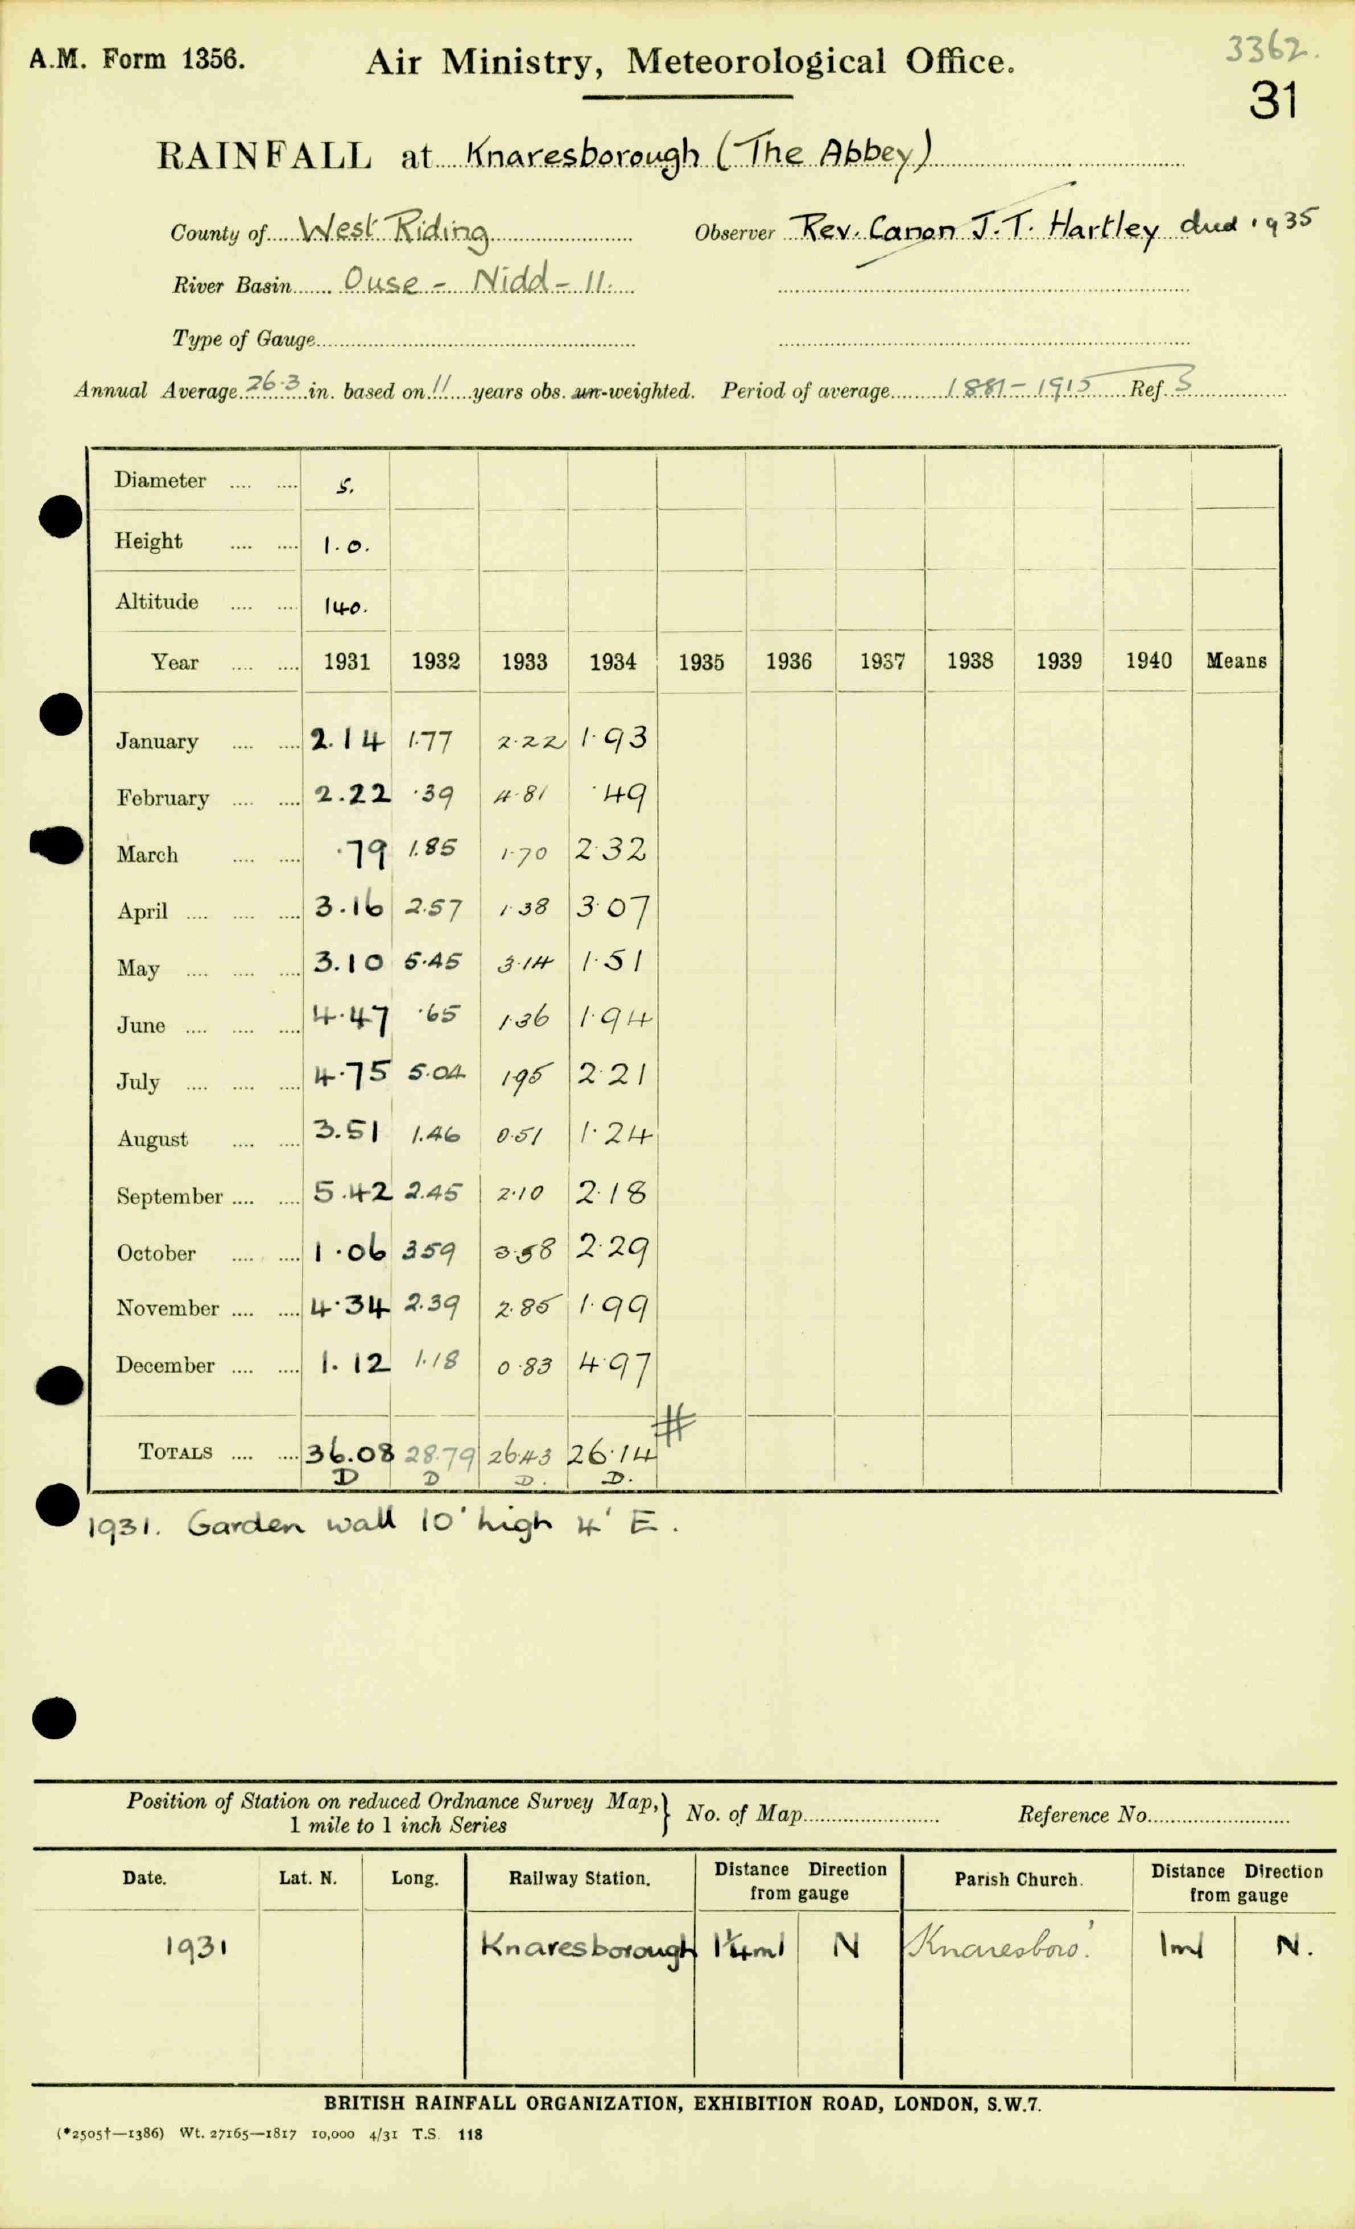 A.M. Form 1356. Air Ministry, Meteorological Office. 3362.
31
RAINFALL at Knaresborough (The Abbey)
County of West Riding Observer Rev. Canon J.T. Hartley died 1935
River Basin Ouse - Nidd - 11.
Type of Gauge
Annual Average 26.3 in. based on 11 years obs. un-weighted. Period of average 1881-1915 Ref. S
Diameter 5.
Height 1.0.
Altitude 140.
Year 1931 1932 1933 1934 1935 1936 1937 1938 1939 1940 Means
January 2.14 1.77 2.22 1.93
February 2.22 .39 4.81 .49
March .79 1.85 1.70 2.32
April 3.16 2.57 1.38 3.07
May 3.10 5.45 3.14 1.51
June 4.47 .65 1.36 1.94
July 4.75 5.04 1.95 2.21
August 3.51 1.46 0.51 1.24
September 5.42 2.45 2.10 2.18
October 1.06 3.59 3.58 2.29
November 4.34 2.39 2.85 1.99
December 1.12 1.18 0.83 4.97
#
TOTALS 36.08 28.79 26.43 26.14
D D D. D.
1931. Garden wall 10' high 4' E.
Position of Station on reduced Ordnance Survey Map, } No. of Map Reference No.
1 mile to 1 inch Series
Date. Lat. N. Long. Railway Station. Distance Direction from gauge Parish Church. Distance Direction from gauge
1931 Knaresborough 1¼ml N Knaresboro'. 1ml N.
BRITISH RAINFALL ORGANIZATION, EXHIBITION ROAD, LONDON, S.W.7.
(*2505†—1386) Wt. 27165—1817 10,000 4/31 T.S. 118